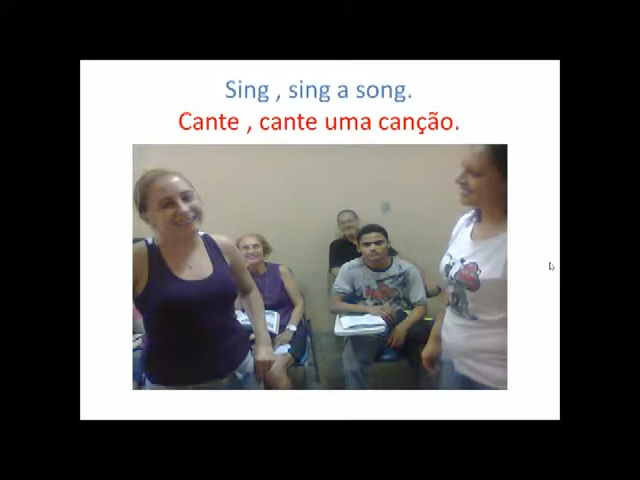 Sing , sing a song.
Cante , cante uma canção.